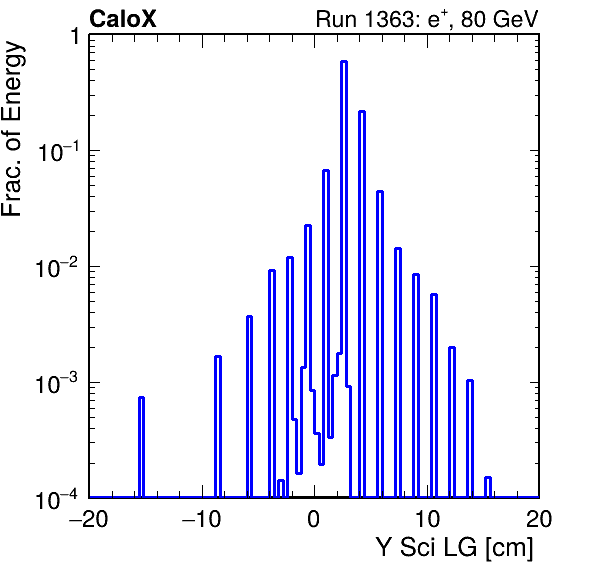 CaloX Run 1363: e⁺, 80 GeV
Frac. of Energy
1
10⁻¹
10⁻²
10⁻³
10⁻⁴
−20 −10 0 10 20
Y Sci LG [cm]